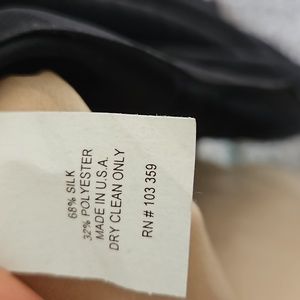 68% SILK
32% POLYESTER
MADE IN U.S.A.
DRY CLEAN ONLY
RN # 103 359